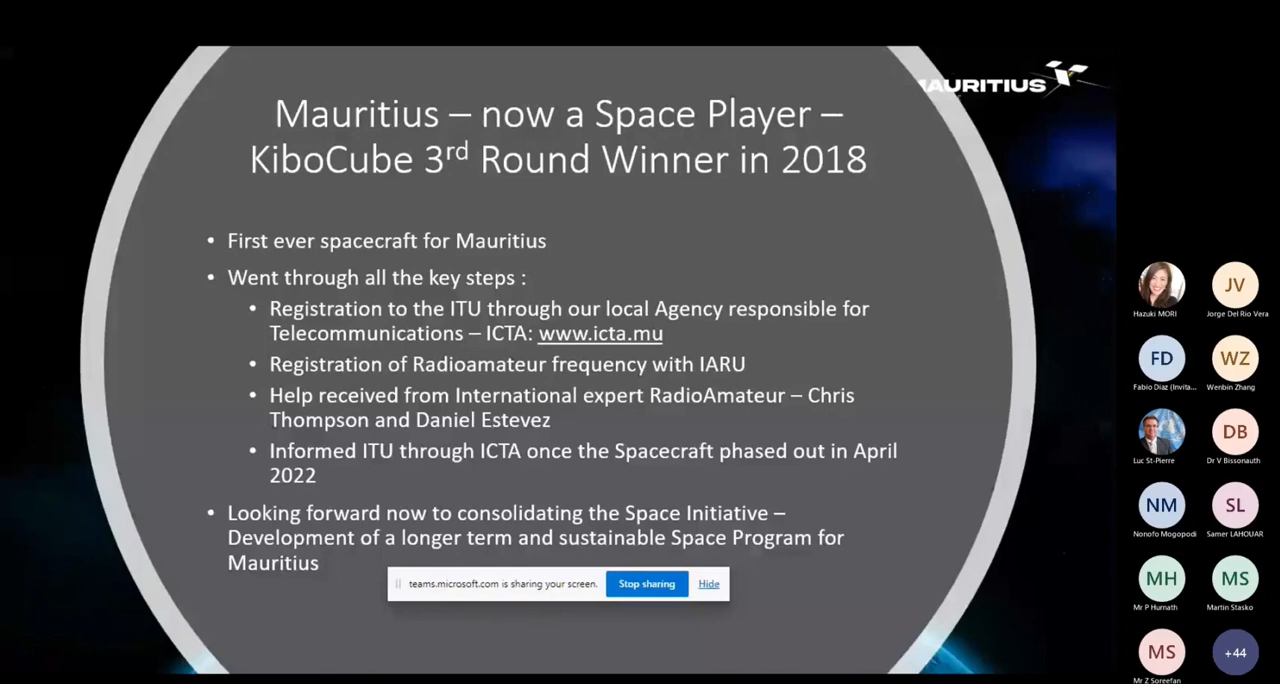 MAURITIUS
Mauritius – now a Space Player –
KiboCube 3rd Round Winner in 2018
• First ever spacecraft for Mauritius
• Went through all the key steps :
• Registration to the ITU through our local Agency responsible for
Telecommunications – ICTA: www.icta.mu
• Registration of Radioamateur frequency with IARU
• Help received from International expert RadioAmateur – Chris
Thompson and Daniel Estevez
• Informed ITU through ICTA once the Spacecraft phased out in April
2022
• Looking forward now to consolidating the Space Initiative –
Development of a longer term and sustainable Space Program for
Mauritius
teams.microsoft.com is sharing your screen. Stop sharing Hide
Hazuki MORI
JV
Jorge Del Rio Vera
FD
Fabio Diaz (Invita...
WZ
Wenbin Zhang
Luc St-Pierre
DB
Dr V Bissonauth
NM
Nonofo Mogopodi
SL
Samer LAHOUAR
MH
Mr P Hurnath
MS
Martin Stasko
MS
Mr Z Soreefan
+44